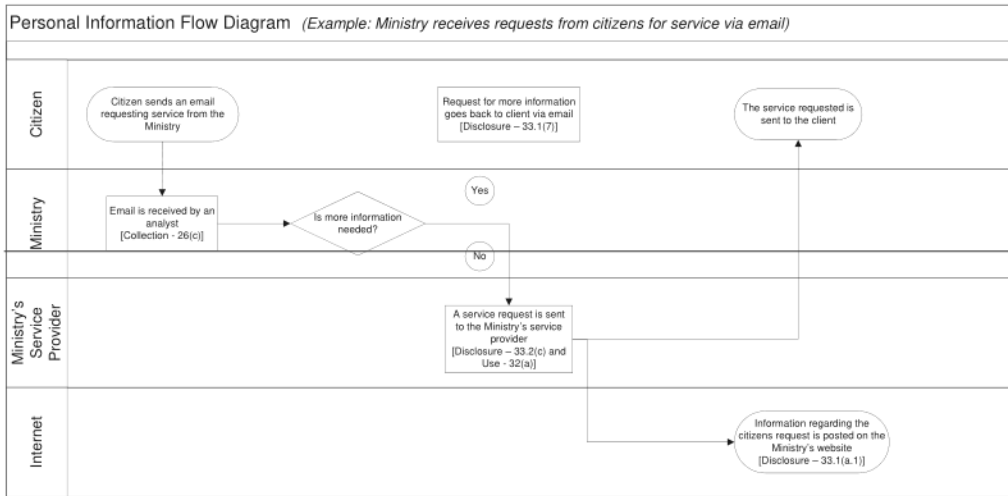 Personal Information Flow Diagram (Example: Ministry receives requests from citizens for service via email)
Citizen
Citizen sends an email
requesting service from the
Ministry
Request for more information
goes back to client via email
[Disclosure – 33.1(7)]
The service requested is
sent to the client
Ministry
Email is received by an
analyst
[Collection - 26(c)]
Is more information
needed?
Yes
No
Ministry's
Service
Provider
A service request is sent
to the Ministry's service
provider
[Disclosure – 33.2(c) and
Use - 32(a)]
Internet
Information regarding the
citizens request is posted on the
Ministry's website
[Disclosure – 33.1(a.1)]